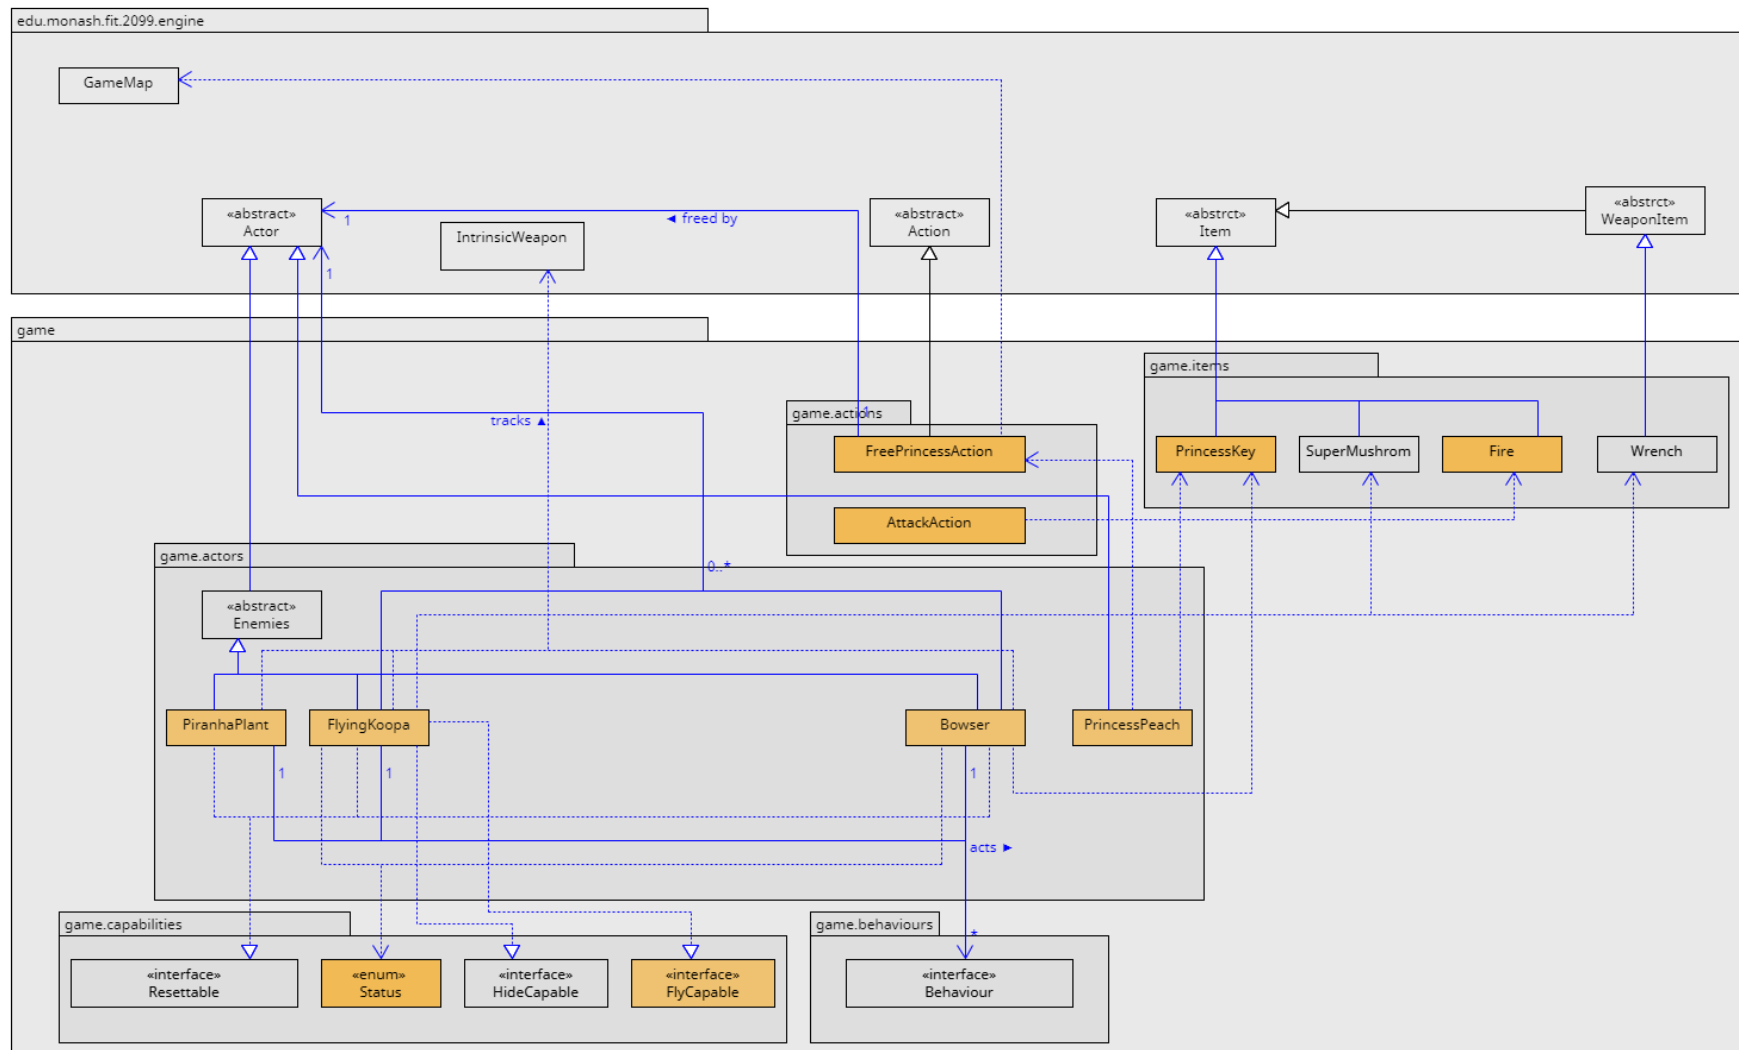 edu.monash.fit.2099.engine
GameMap
«abstract»
Actor
1
1
◄ freed by
IntrinsicWeapon
«abstract»
Action
«abstrct»
Item
«abstrct»
WeaponItem
game
game.items
PrincessKey
SuperMushrom
Fire
Wrench
game.actions
1
FreePrincessAction
AttackAction
tracks ▲
game.actors
0..*
«abstract»
Enemies
PiranhaPlant
FlyingKoopa
Bowser
PrincessPeach
1
1
1
acts ►
game.capabilities
«interface»
Resettable
«enum»
Status
«interface»
HideCapable
«interface»
FlyCapable
game.behaviours
*
«interface»
Behaviour